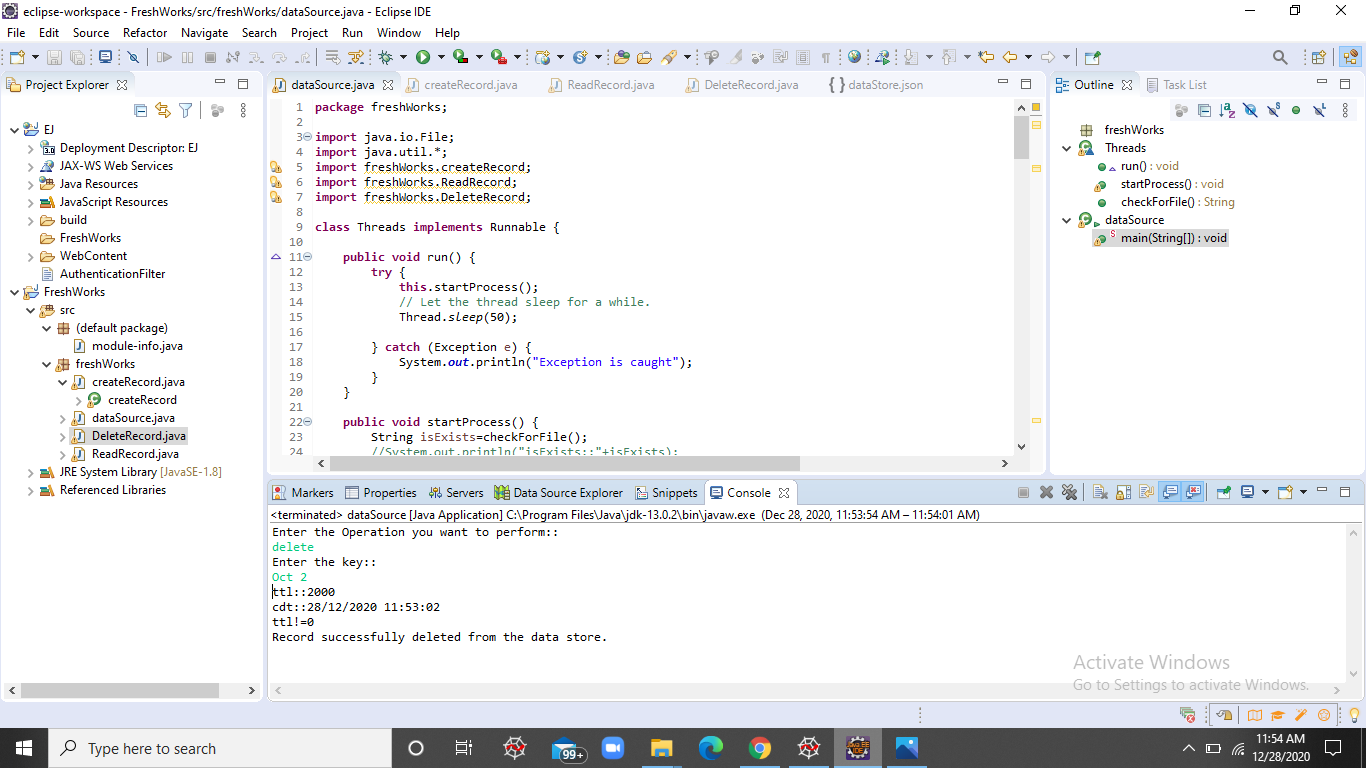 eclipse-workspace - FreshWorks/src/freshWorks/dataSource.java - Eclipse IDE
File Edit Source Refactor Navigate Search Project Run Window Help
Project Explorer
EJ
Deployment Descriptor: EJ
JAX-WS Web Services
Java Resources
JavaScript Resources
build
FreshWorks
WebContent
AuthenticationFilter
FreshWorks
src
(default package)
module-info.java
freshWorks
createRecord.java
createRecord
dataSource.java
DeleteRecord.java
ReadRecord.java
JRE System Library [JavaSE-1.8]
Referenced Libraries
dataSource.java createRecord.java ReadRecord.java DeleteRecord.java dataStore.json
1 package freshWorks;
2
3 import java.io.File;
4 import java.util.*;
5 import freshWorks.createRecord;
6 import freshWorks.ReadRecord;
7 import freshWorks.DeleteRecord;
8
9 class Threads implements Runnable {
10
11 public void run() {
12 try {
13 this.startProcess();
14 // Let the thread sleep for a while.
15 Thread.sleep(50);
16
17 } catch (Exception e) {
18 System.out.println("Exception is caught");
19 }
20 }
21
22 public void startProcess() {
23 String isExists=checkForFile();
24 //System.out.println("isExists::"+isExists);
Outline Task List
freshWorks
Threads
run() : void
startProcess() : void
checkForFile() : String
dataSource
main(String[]) : void
Markers Properties Servers Data Source Explorer Snippets Console
<terminated> dataSource [Java Application] C:\Program Files\Java\jdk-13.0.2\bin\javaw.exe (Dec 28, 2020, 11:53:54 AM – 11:54:01 AM)
Enter the Operation you want to perform::
delete
Enter the key::
Oct 2
ttl::2000
cdt::28/12/2020 11:53:02
ttl!=0
Record successfully deleted from the data store.
Activate Windows
Go to Settings to activate Windows.
Type here to search
99+
11:54 AM
12/28/2020